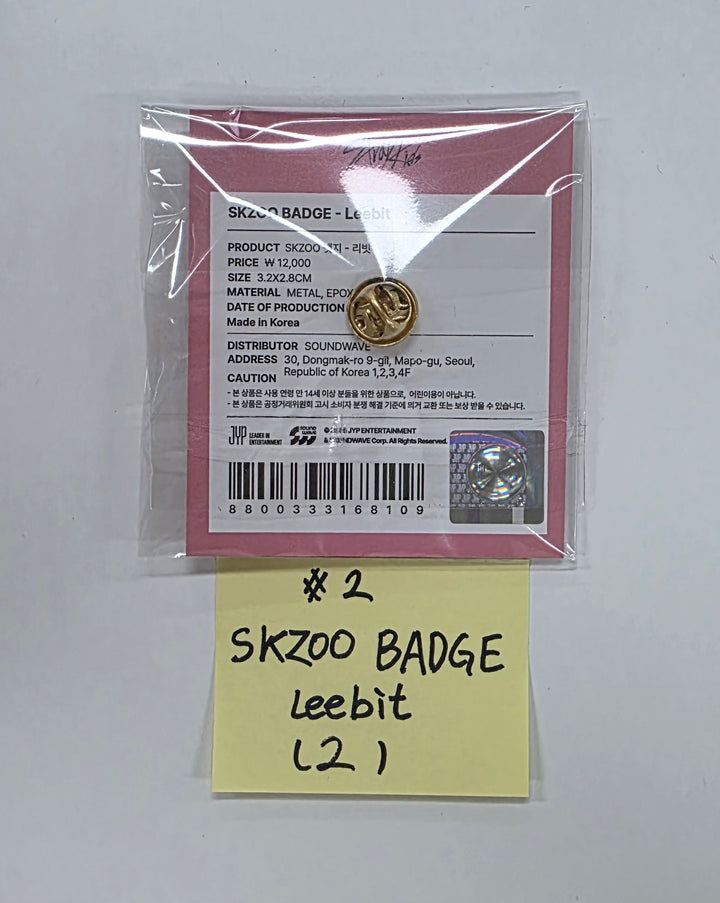 Stray Kids
SKZOO BADGE - Leebit
PRODUCT SKZOO 뱃지 - 리빗
PRICE ₩ 12,000
SIZE 3.2X2.8CM
MATERIAL METAL,
DATE OF PRODUCTION
Made in Korea
DISTRIBUTOR SOUNDWAVE
ADDRESS 30, Dongmak-ro 9-gil, Mapo-gu, Seoul,
Republic of Korea 1,2,3,4F
CAUTION
- 본 상품은 사용 연령 만 14세 이상 분들을 위한 상품으로, 어린이용이 아닙니다.
- 본 상품은 공정거래위원회 고시 소비자 분쟁 해결 기준에 의거 교환 또는 보상 받을 수 있습니다.
JYP LEADER IN
ENTERTAINMENT
sound
wave
JYP ENTERTAINMENT
& SOUNDWAVE Corp. All Rights Reserved.
8800333168109
#2
SKZOO BADGE
Leebit
(2)